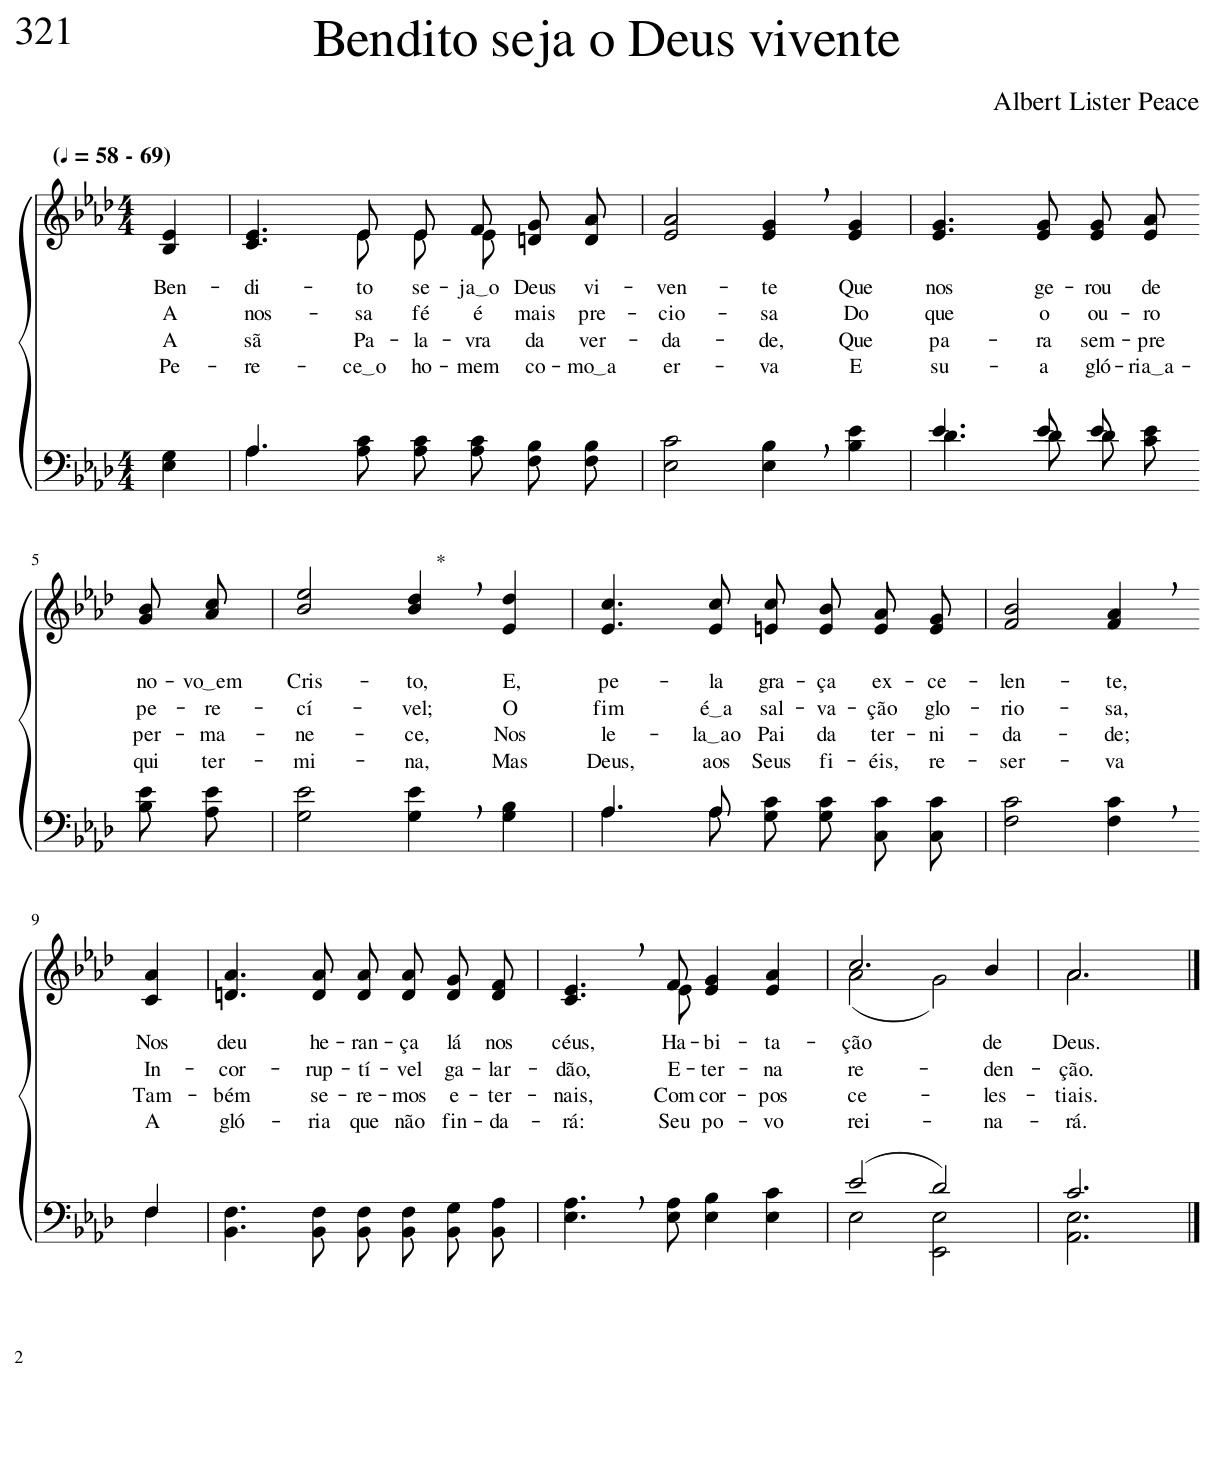 321
Bendito seja o Deus vivente
Albert Lister Peace
(♩ = 58 - 69)
Ben - di - to se - ja‿o Deus vi - ven - te Que nos ge - rou de
A nos - sa fé é mais pre - cio - sa Do que o ou - ro
A sã Pa - la - vra da ver - da - de, Que pa - ra sem - pre
Pe - re - ce‿o ho - mem co - mo‿a er - va E su - a gló - ria‿a -
5
*
no - vo‿em Cris - to, E, pe - la gra - ça ex - ce - len - te,
pe - re - cí - vel; O fim é‿a sal - va - ção glo - rio - sa,
per - ma - ne - ce, Nos le - la‿ao Pai da ter - ni - da - de;
qui ter - mi - na, Mas Deus, aos Seus fi - éis, re - ser - va
9
Nos deu he - ran - ça lá nos céus, Ha - bi - ta - ção de Deus.
In - cor - rup - tí - vel ga - lar - dão, E - ter - na re - den - ção.
Tam - bém se - re - mos e - ter - nais, Com cor - pos ce - les - tiais.
A gló - ria que não fin - da - rá: Seu po - vo rei - na - rá.
2